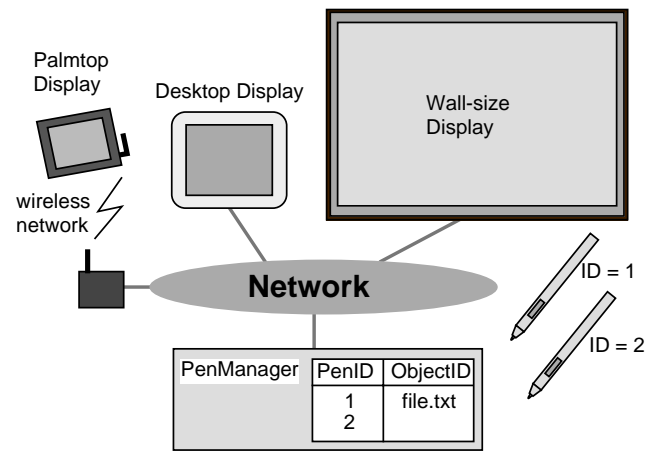 Palmtop
Display
Desktop Display
Wall-size
Display
wireless
network
Network
ID = 1
ID = 2
PenManager
PenID
ObjectID
1
file.txt
2